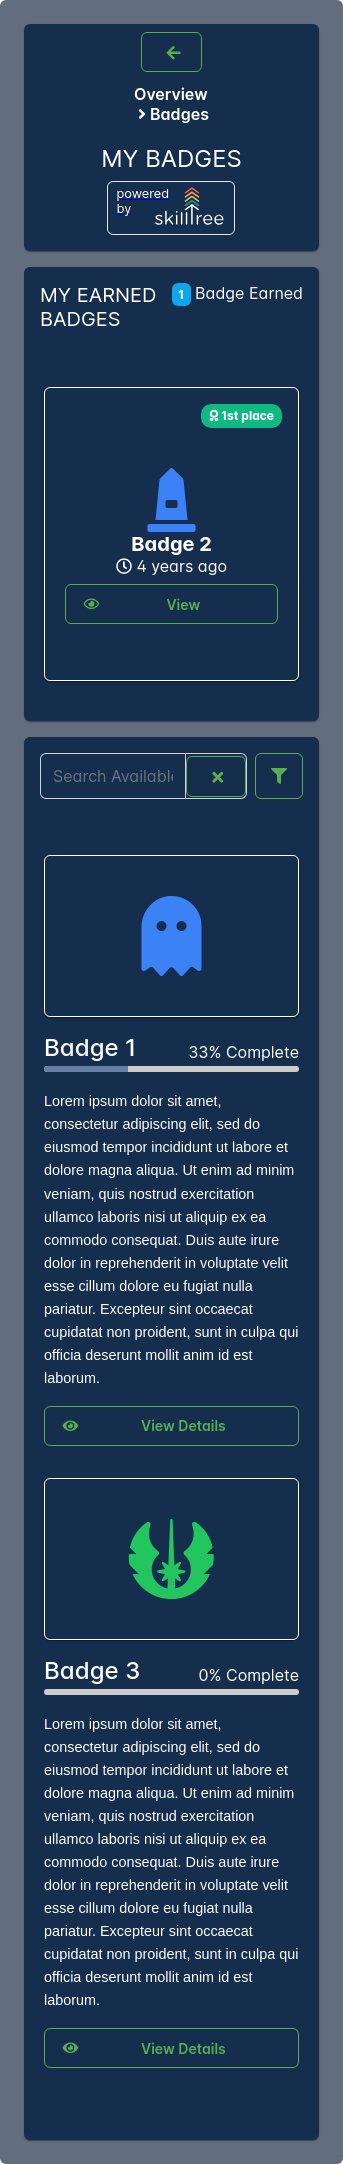 Overview
Badges
MY BADGES
powered
by
skilltree
MY EARNED
BADGES
1 Badge Earned
1st place
Badge 2
4 years ago
View
Search Available
Badge 1
33% Complete
Lorem ipsum dolor sit amet,
consectetur adipiscing elit, sed do
eiusmod tempor incididunt ut labore et
dolore magna aliqua. Ut enim ad minim
veniam, quis nostrud exercitation
ullamco laboris nisi ut aliquip ex ea
commodo consequat. Duis aute irure
dolor in reprehenderit in voluptate velit
esse cillum dolore eu fugiat nulla
pariatur. Excepteur sint occaecat
cupidatat non proident, sunt in culpa qui
officia deserunt mollit anim id est
laborum.
View Details
Badge 3
0% Complete
Lorem ipsum dolor sit amet,
consectetur adipiscing elit, sed do
eiusmod tempor incididunt ut labore et
dolore magna aliqua. Ut enim ad minim
veniam, quis nostrud exercitation
ullamco laboris nisi ut aliquip ex ea
commodo consequat. Duis aute irure
dolor in reprehenderit in voluptate velit
esse cillum dolore eu fugiat nulla
pariatur. Excepteur sint occaecat
cupidatat non proident, sunt in culpa qui
officia deserunt mollit anim id est
laborum.
View Details